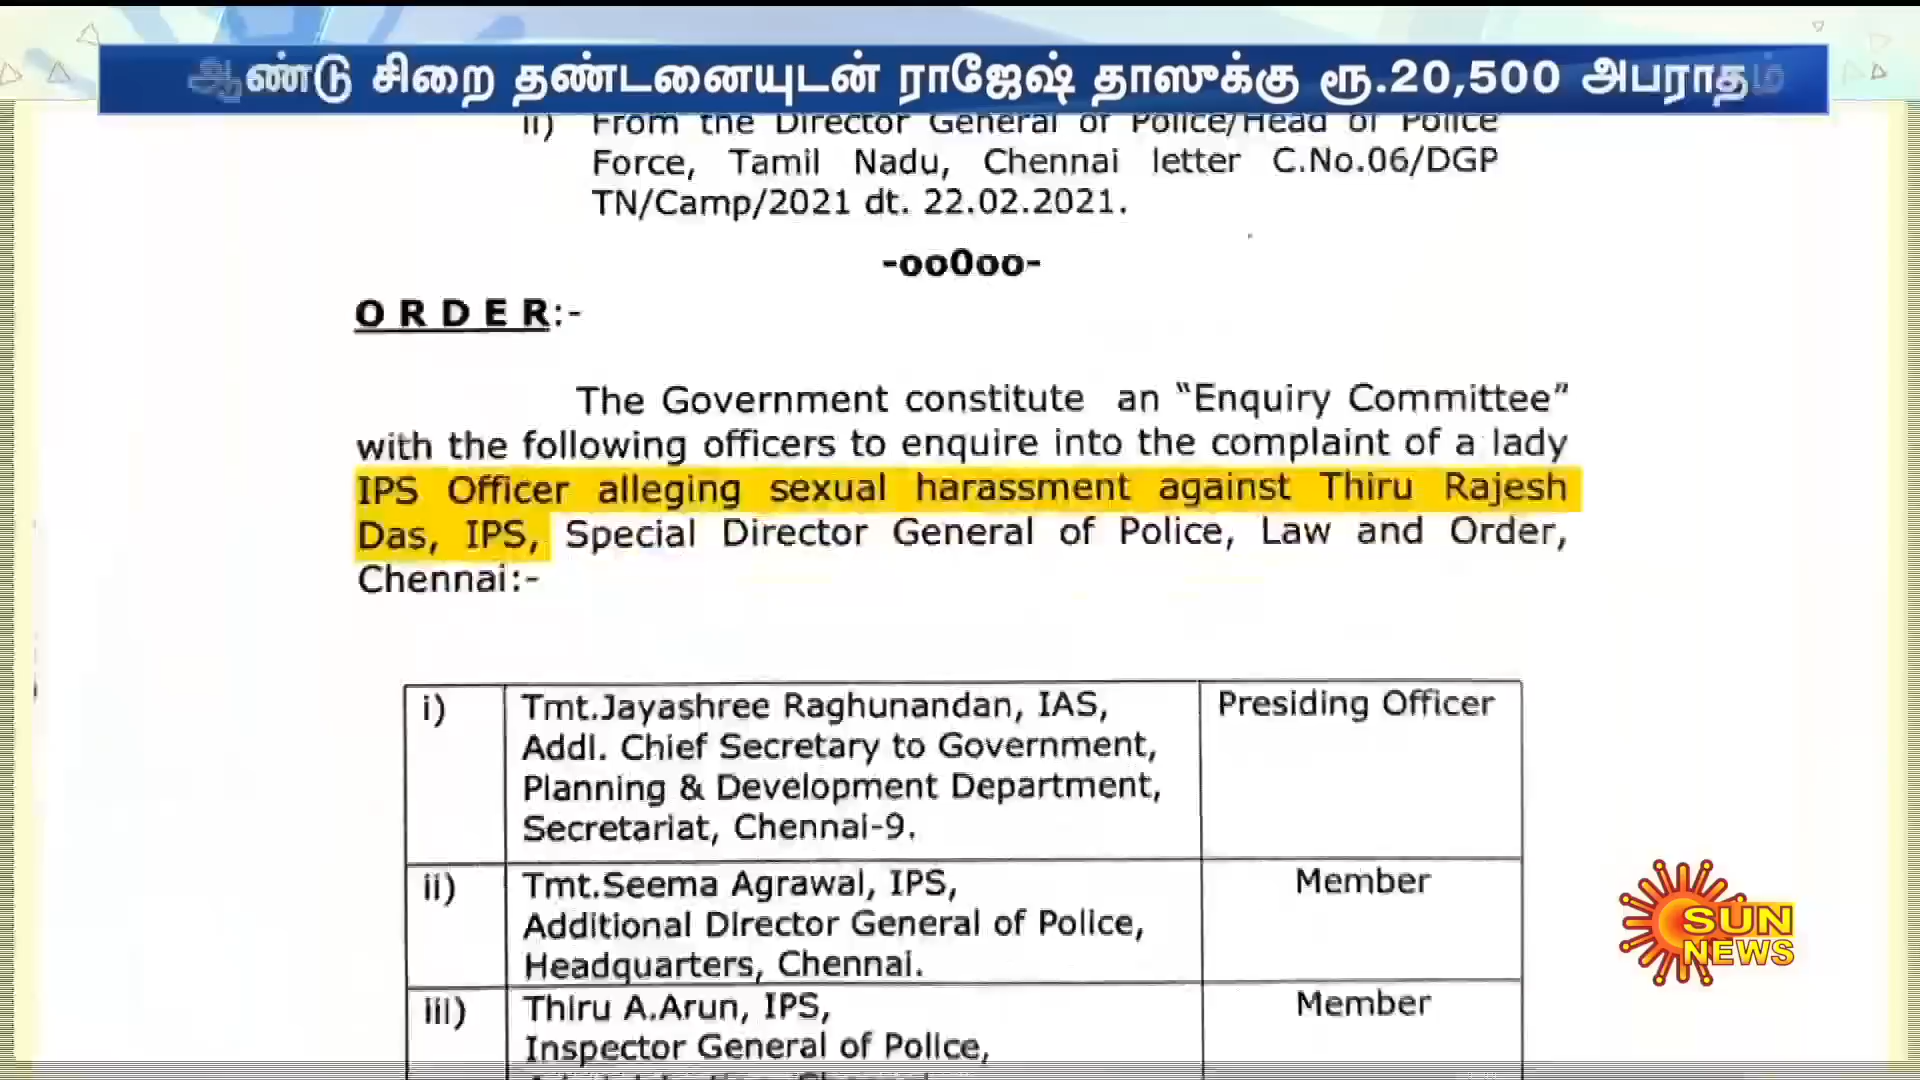 ஆண்டு சிறை தண்டனையுடன் ராஜேஷ் தாஸுக்கு ரூ.20,500 அபராதம்
ii) From the Director General of Police/Head of Police
Force, Tamil Nadu, Chennai letter C.No.06/DGP
TN/Camp/2021 dt. 22.02.2021.
-oo0oo-
O R D E R:-
The Government constitute an “Enquiry Committee”
with the following officers to enquire into the complaint of a lady
IPS Officer alleging sexual harassment against Thiru Rajesh
Das, IPS, Special Director General of Police, Law and Order,
Chennai:-
i) Tmt.Jayashree Raghunandan, IAS, Presiding Officer
Addl. Chief Secretary to Government,
Planning & Development Department,
Secretariat, Chennai-9.
ii) Tmt.Seema Agrawal, IPS, Member
Additional Director General of Police,
Headquarters, Chennai.
iii) Thiru A.Arun, IPS, Member
Inspector General of Police,
SUN
NEWS